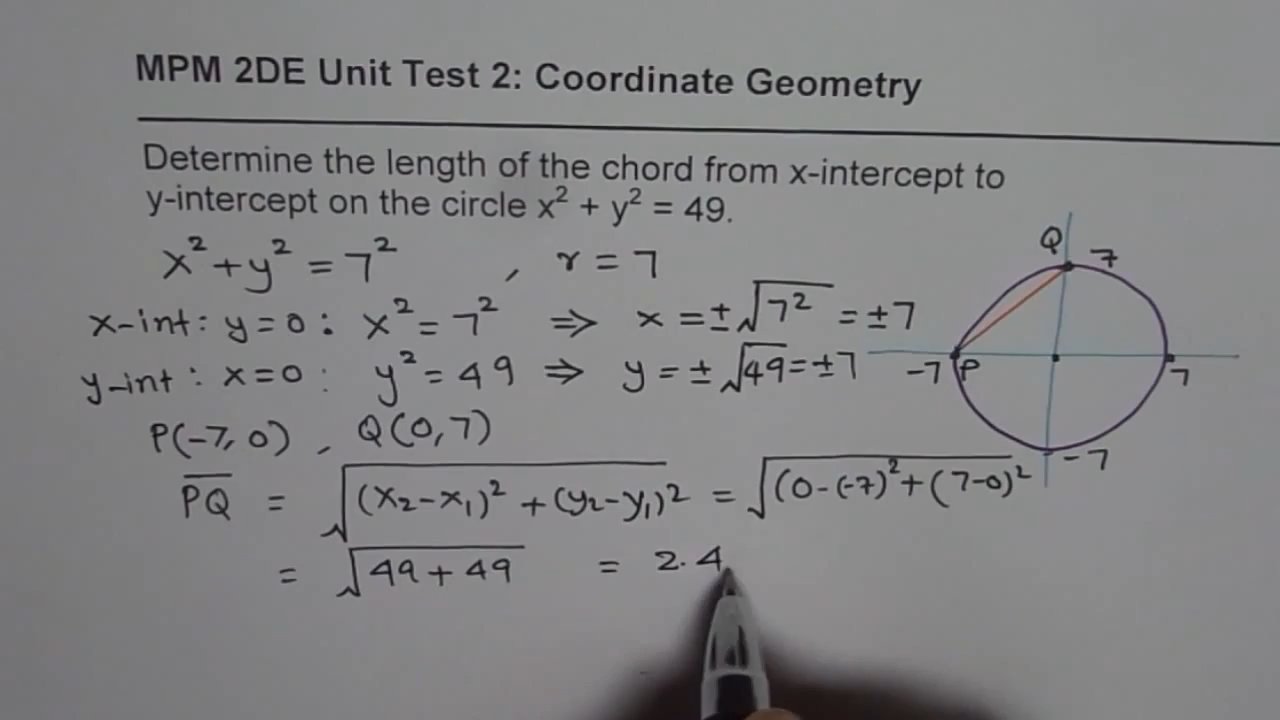 MPM 2DE Unit Test 2: Coordinate Geometry
Determine the length of the chord from x-intercept to
y-intercept on the circle x² + y² = 49.
x² + y² = 7² , r = 7
x-int: y=0 : x² = 7² ⇒ x = ±√7² = ±7
y-int : x=0 : y² = 49 ⇒ y = ±√49 = ±7
P(-7, 0) , Q(0, 7)
PQ = √(x₂-x₁)² + (y₂-y₁)² = √(0-(-7)² + (7-0)²
= √49 + 49 = 2.4
Q 7
-7 P 7
-7